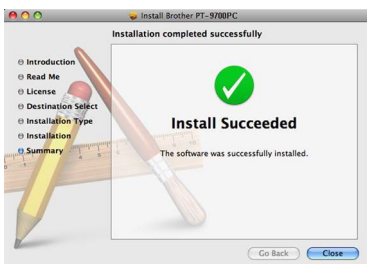 Install Brother PT-9700PC
Installation completed successfully
Introduction
Read Me
License
Destination Select
Installation Type
Installation
Summary
Install Succeeded
The software was successfully installed.
Go Back
Close